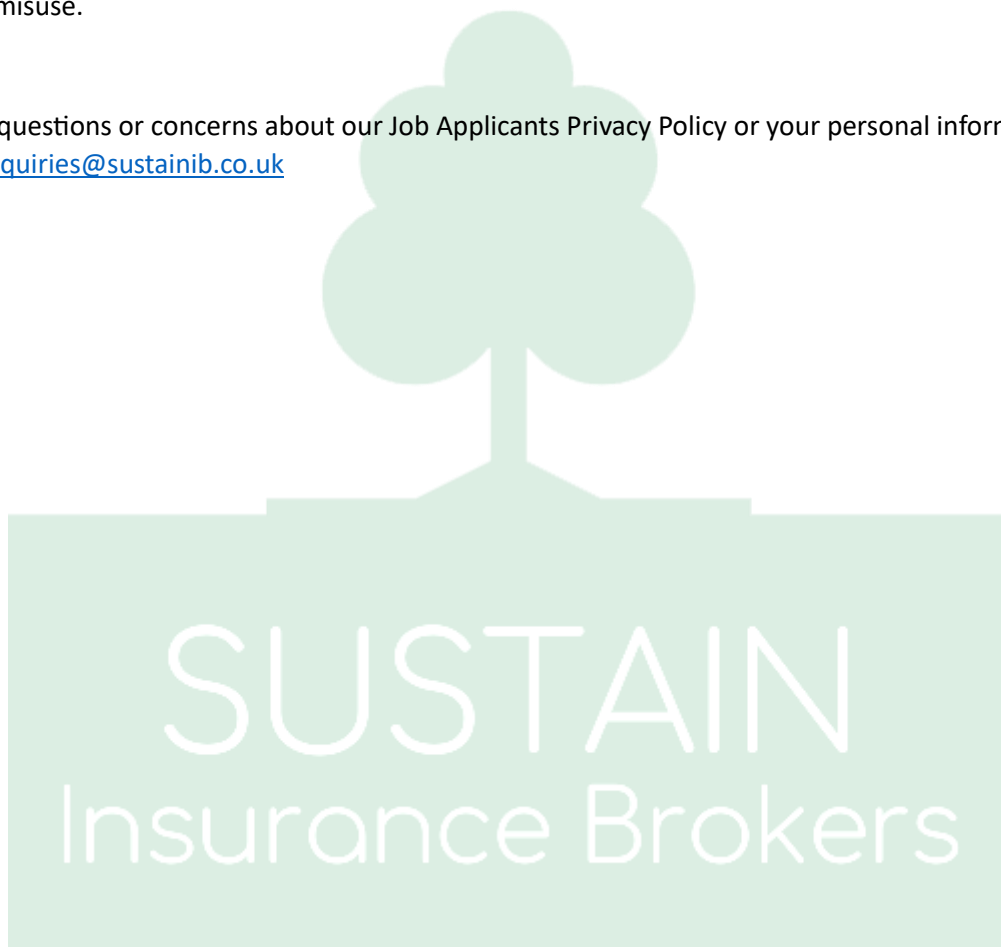 misuse.
questions or concerns about our Job Applicants Privacy Policy or your personal inforn
quiries@sustainib.co.uk
SUSTAIN
Insurance Brokers